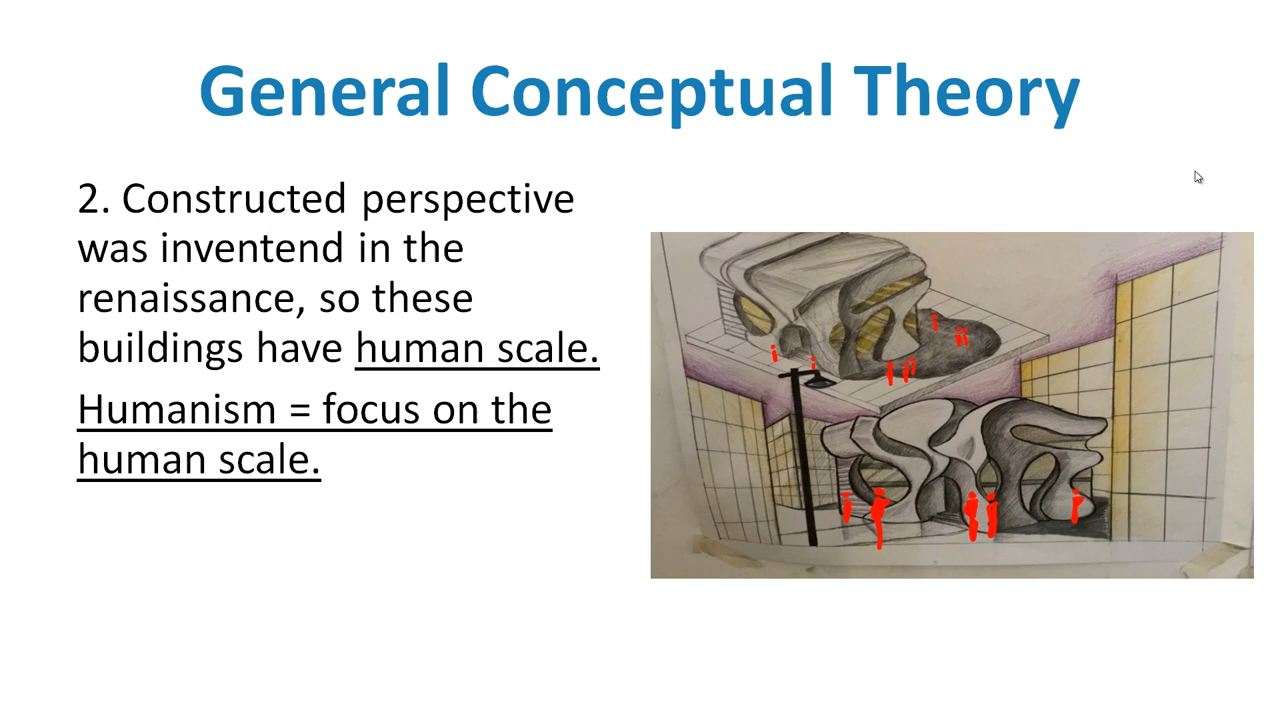 General Conceptual Theory
2. Constructed perspective
was inventend in the
renaissance, so these
buildings have human scale.
Humanism = focus on the
human scale.